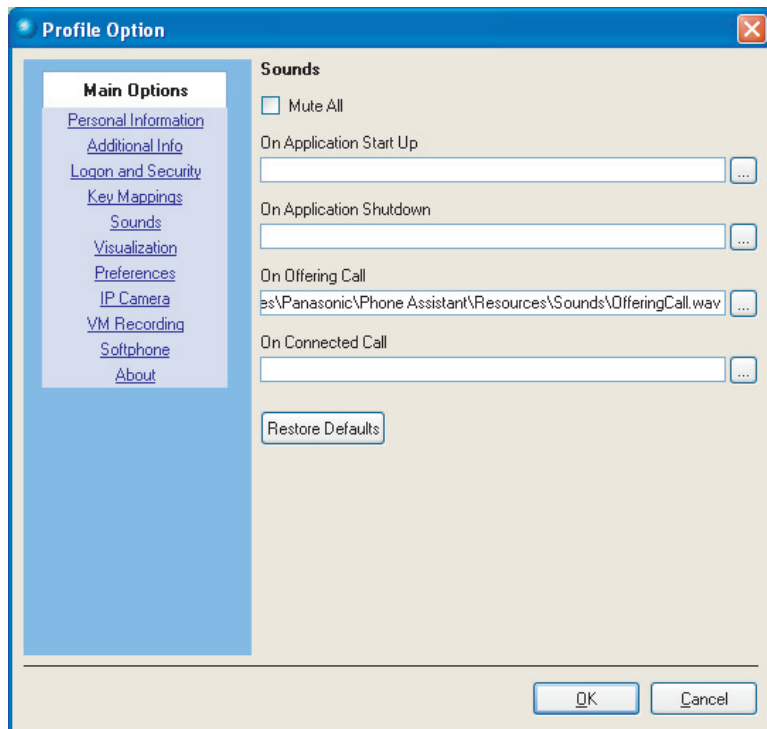 Profile Option
Main Options
Personal Information
Additional Info
Logon and Security
Key Mappings
Sounds
Visualization
Preferences
IP Camera
VM Recording
Softphone
About
Sounds
Mute All
On Application Start Up
...
On Application Shutdown
...
On Offering Call
es\Panasonic\Phone Assistant\Resources\Sounds\OfferingCall.wav
...
On Connected Call
...
Restore Defaults
OK
Cancel